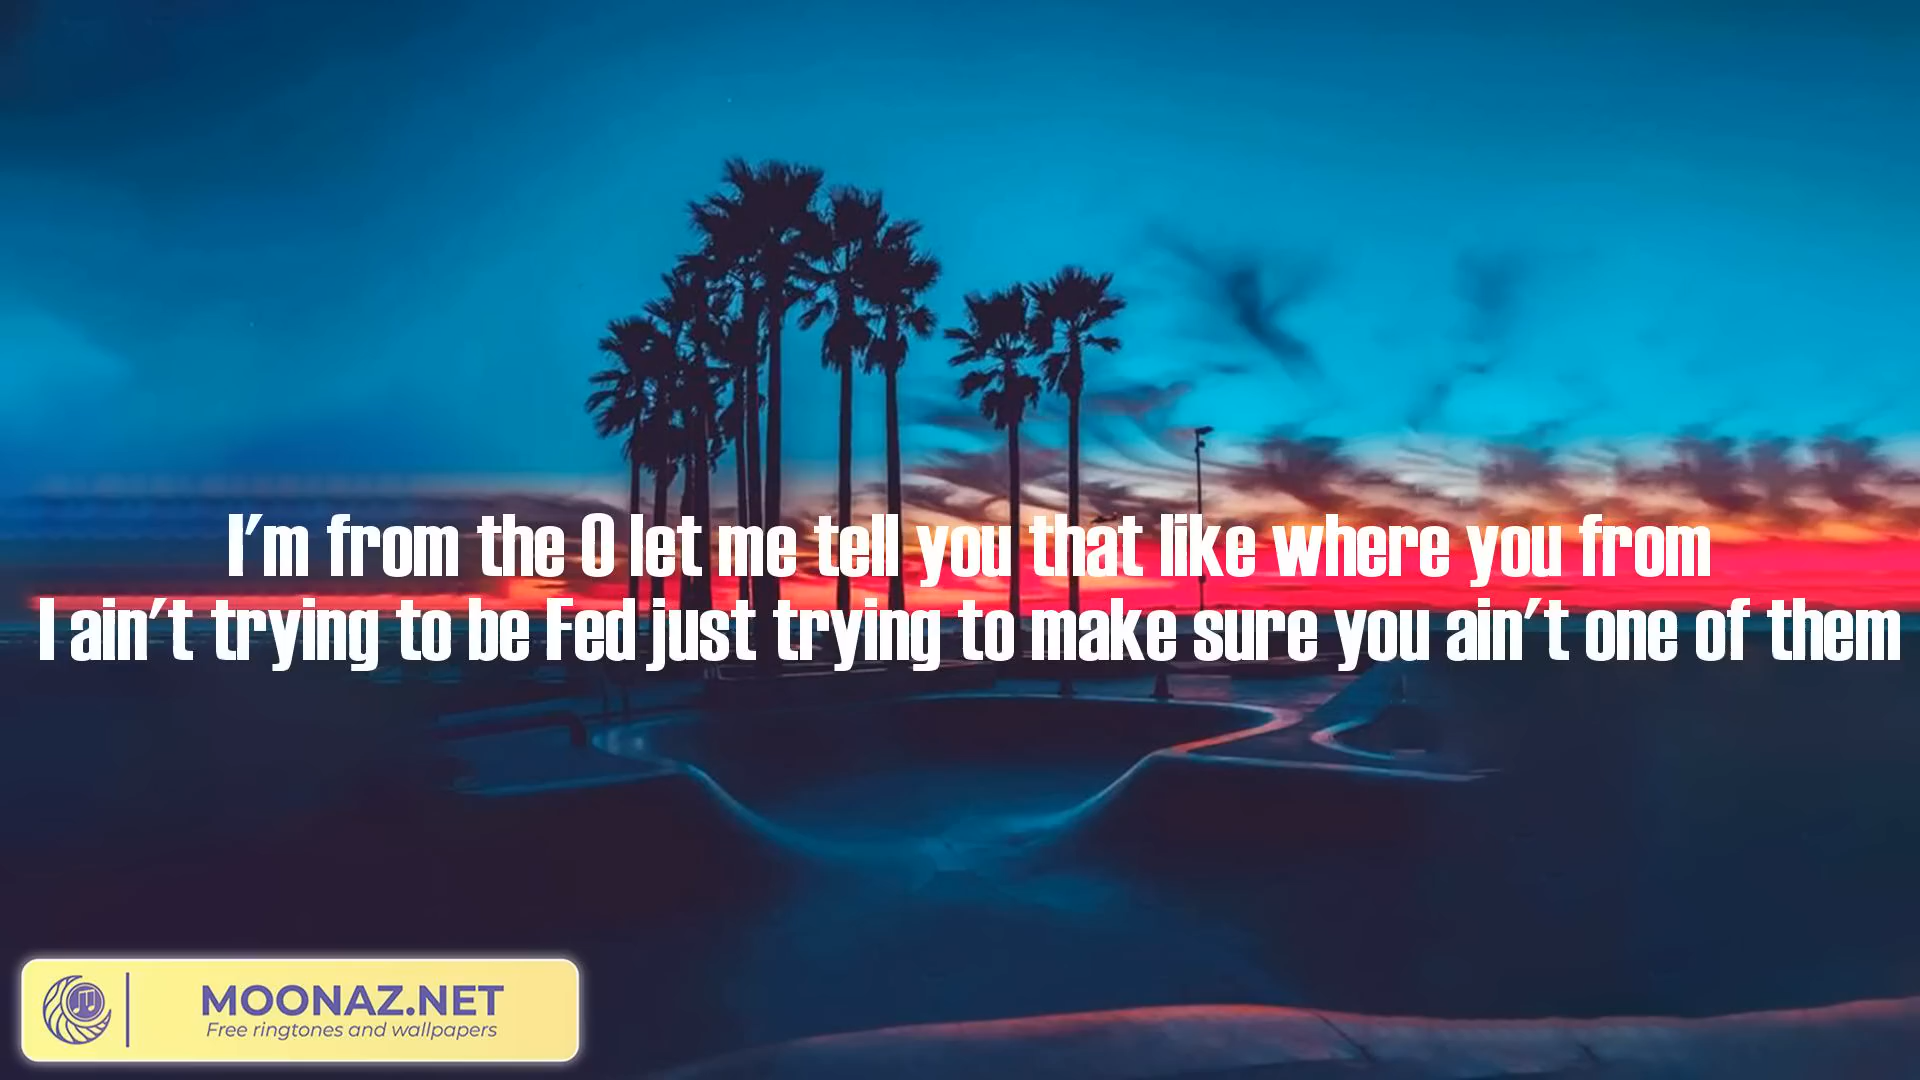 I'm from the O let me tell you that like where you from
I ain't trying to be Fed just trying to make sure you ain't one of them
MOONAZ.NET
Free ringtones and wallpapers